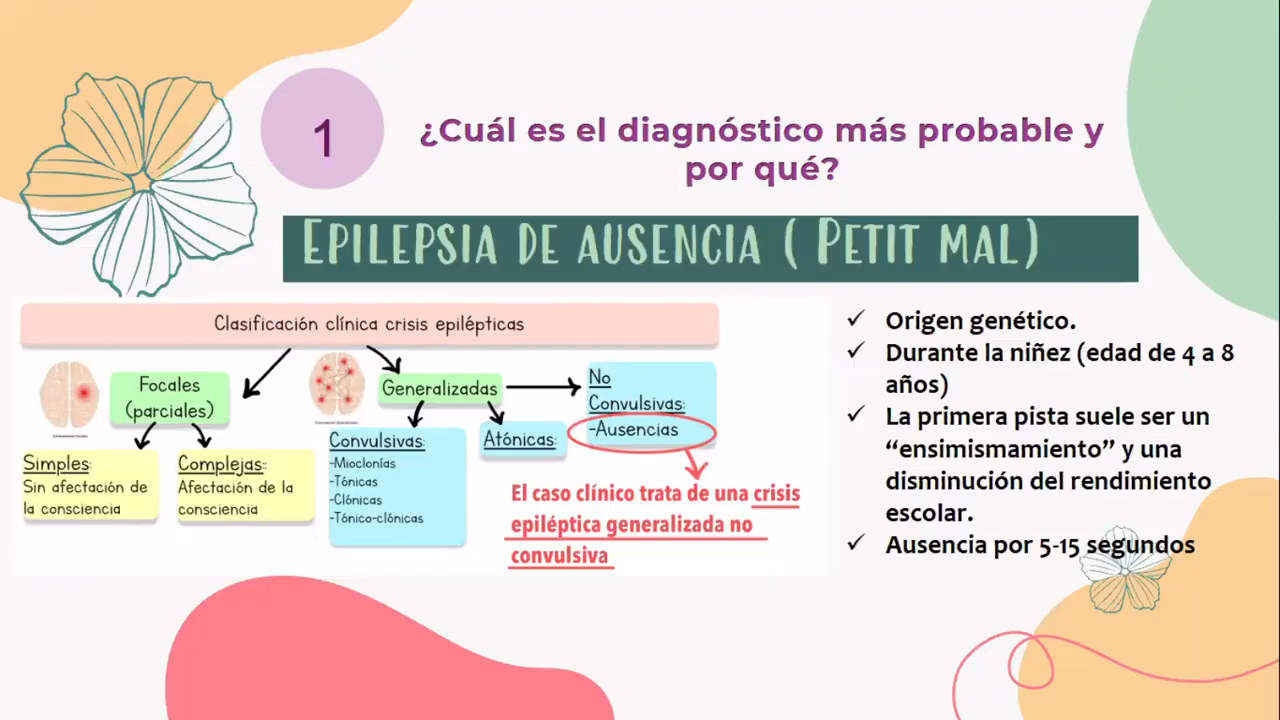 1
¿Cuál es el diagnóstico más probable y
por qué?
EPILEPSIA DE AUSENCIA ( PETIT MAL)
Clasificación clínica crisis epilépticas
Focales
(parciales)
Generalizadas
No
Convulsivas:
-Ausencias
Simples:
Sin afectación de
la consciencia
Complejas::
Afectación de la
consciencia
Convulsivas:
-Mioclonías
-Tónicas
-Clónicas
-Tónico-clónicas
Atónicas:
El caso clínico trata de una crisis
epiléptica generalizada no
convulsiva
✓ Origen genético.
✓ Durante la niñez (edad de 4 a 8
años)
✓ La primera pista suele ser un
“ensimismamiento” y una
disminución del rendimiento
escolar.
✓ Ausencia por 5-15 segundos